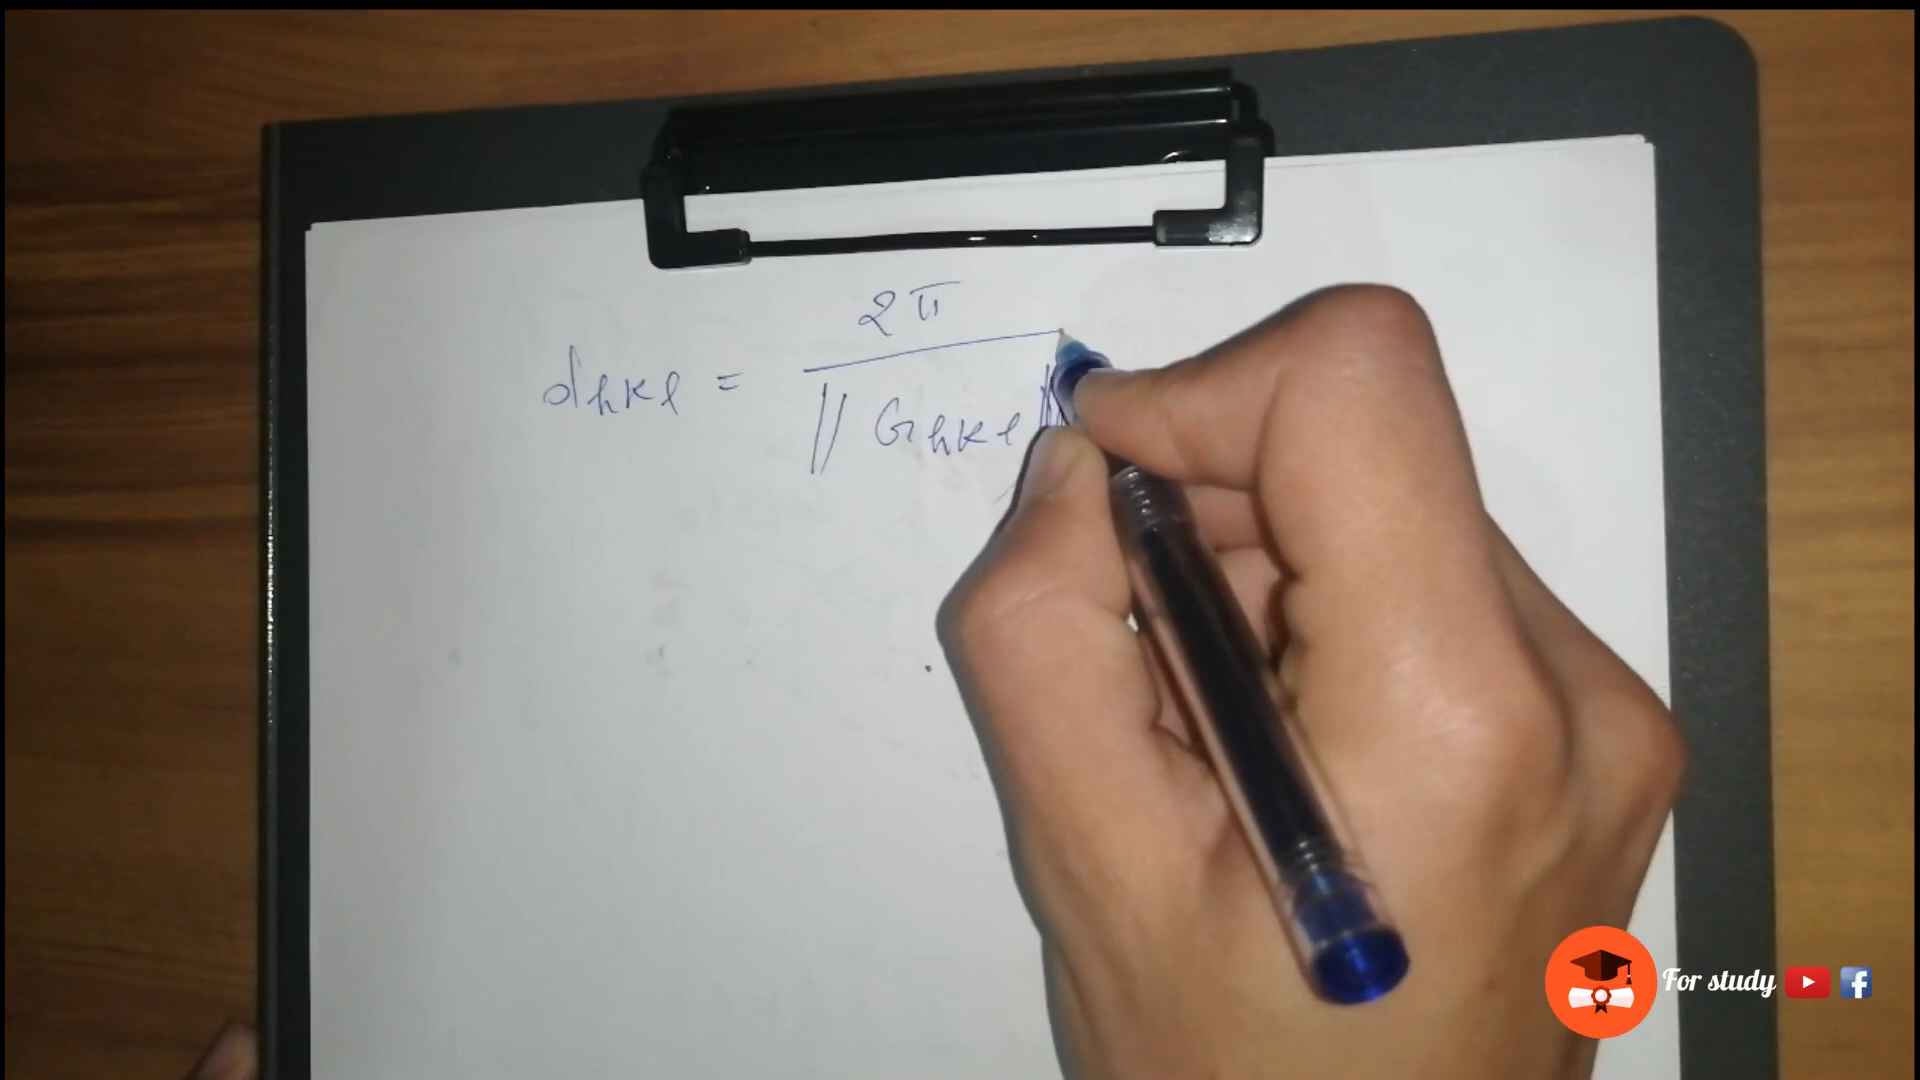 d_hkl = 2π / ||G_hkl||
For study